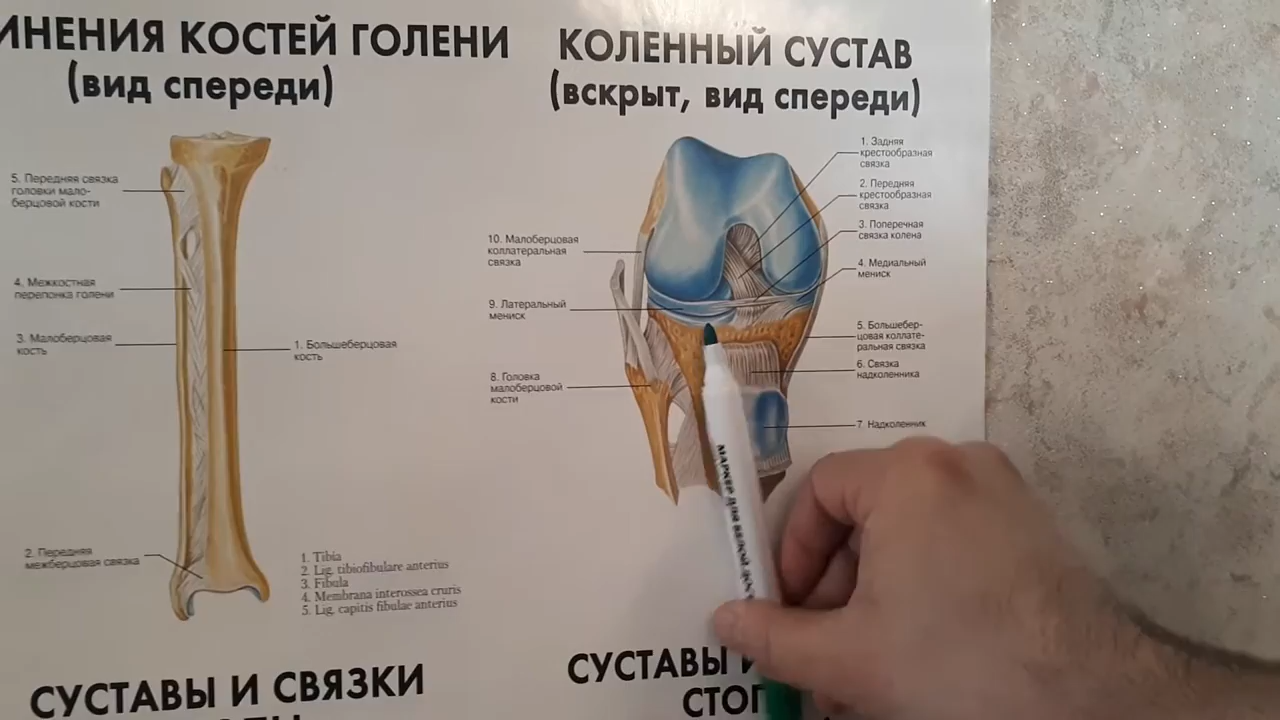 ИНЕНИЯ КОСТЕЙ ГОЛЕНИ
(вид спереди)
5. Передняя связка
головки мало-
берцовой кости
4. Межкостная
перепонка голени
3. Малоберцовая
кость
1. Большеберцовая
кость
2. Передняя
межберцовая связка
1. Tibia
2. Lig. tibiofibulare anterius
3. Fibula
4. Membrana interossea cruris
5. Lig. capitis fibulae anterius
КОЛЕННЫЙ СУСТАВ
(вскрыт, вид спереди)
1. Задняя
крестообразная
связка
2. Передняя
крестообразная
связка
3. Поперечная
связка колена
4. Медиальный
мениск
5. Большебер-
цовая коллате-
ральная связка
6. Связка
надколенника
7. Надколенник
10. Малоберцовая
коллатеральная
связка
9. Латеральный
мениск
8. Головка
малоберцовой
кости
МАРКЕР ДЛЯ БЕЛОЙ ДОС
СУСТАВЫ И СВЯЗКИ
СУСТАВЫ И
СТОП